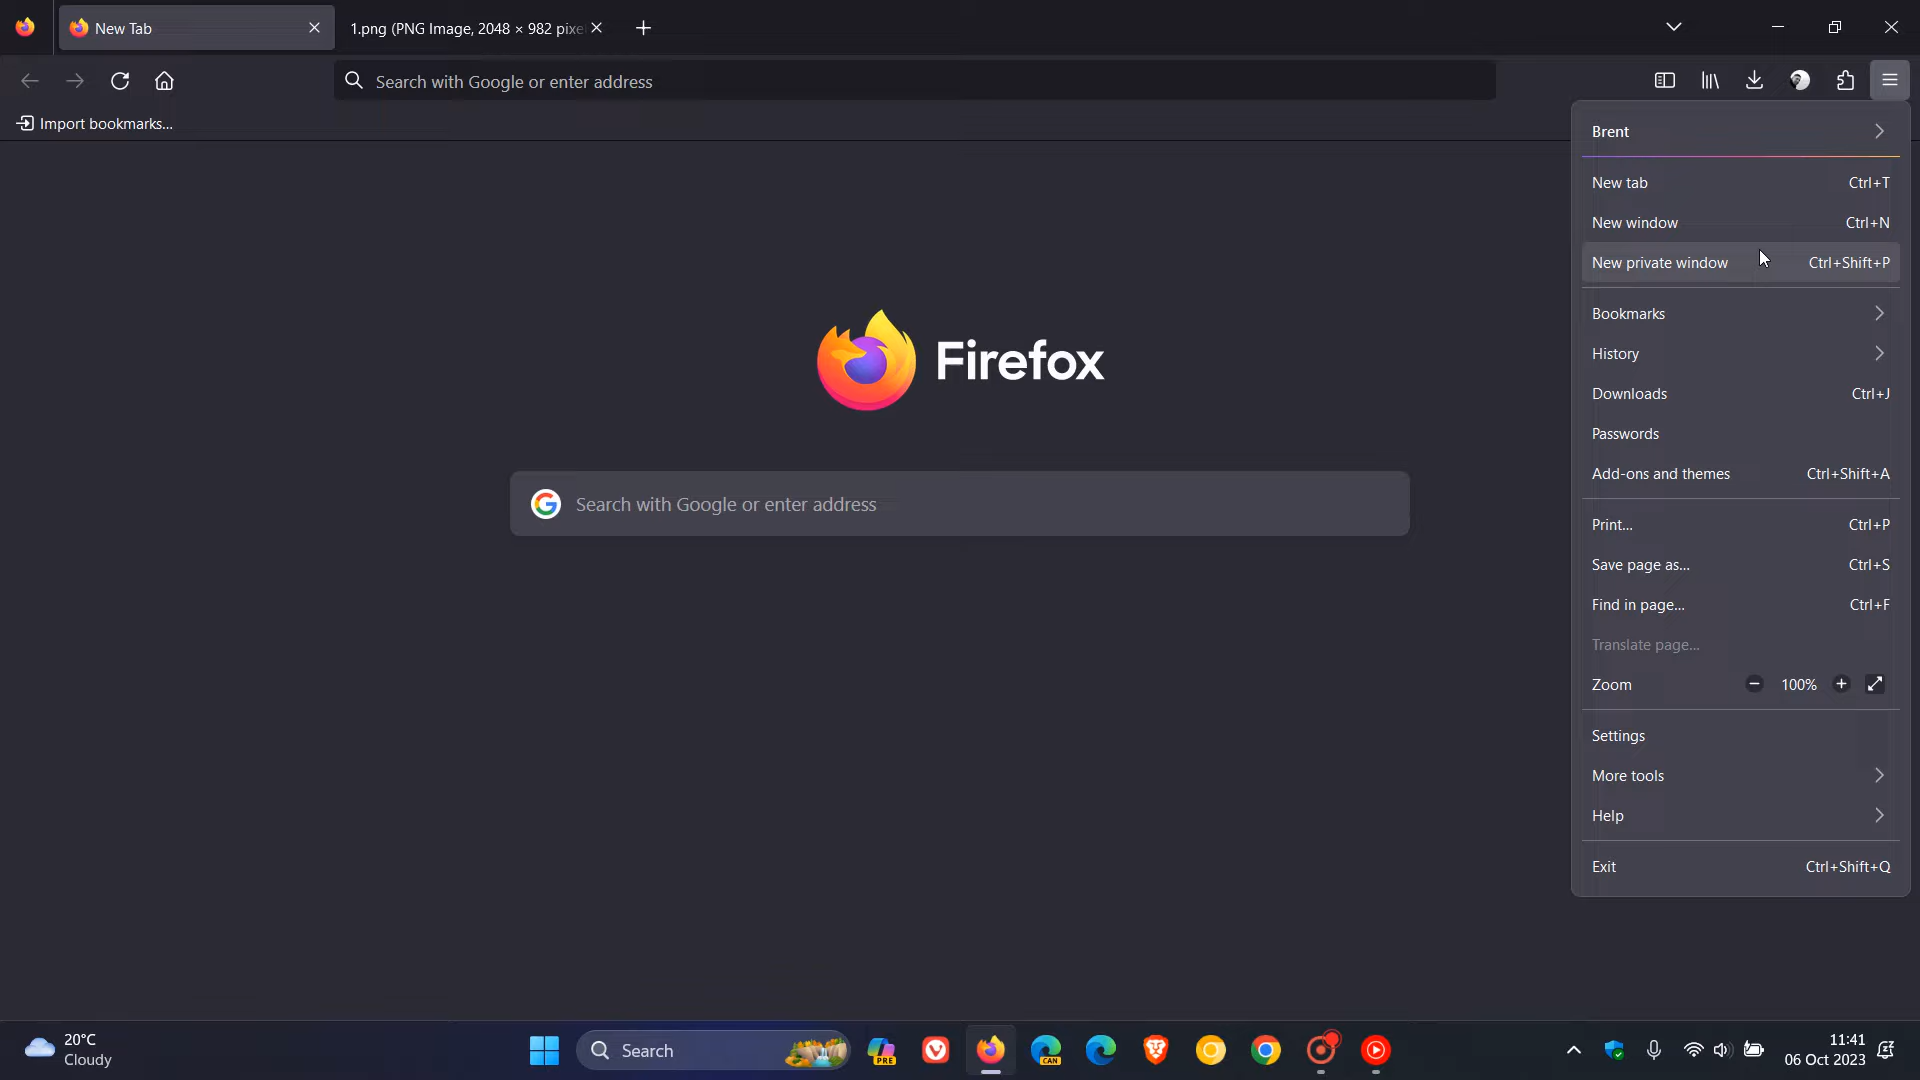 New Tab
1.png (PNG Image, 2048 × 982 pixe
Search with Google or enter address
Import bookmarks...
Brent
New tab Ctrl+T
New window Ctrl+N
New private window Ctrl+Shift+P
Bookmarks
History
Downloads Ctrl+J
Passwords
Add-ons and themes Ctrl+Shift+A
Print... Ctrl+P
Save page as... Ctrl+S
Find in page... Ctrl+F
Translate page...
Zoom 100%
Settings
More tools
Help
Exit Ctrl+Shift+Q
Firefox
Search with Google or enter address
20°C
Cloudy
Search
PRE
CAN
11:41
06 Oct 2023